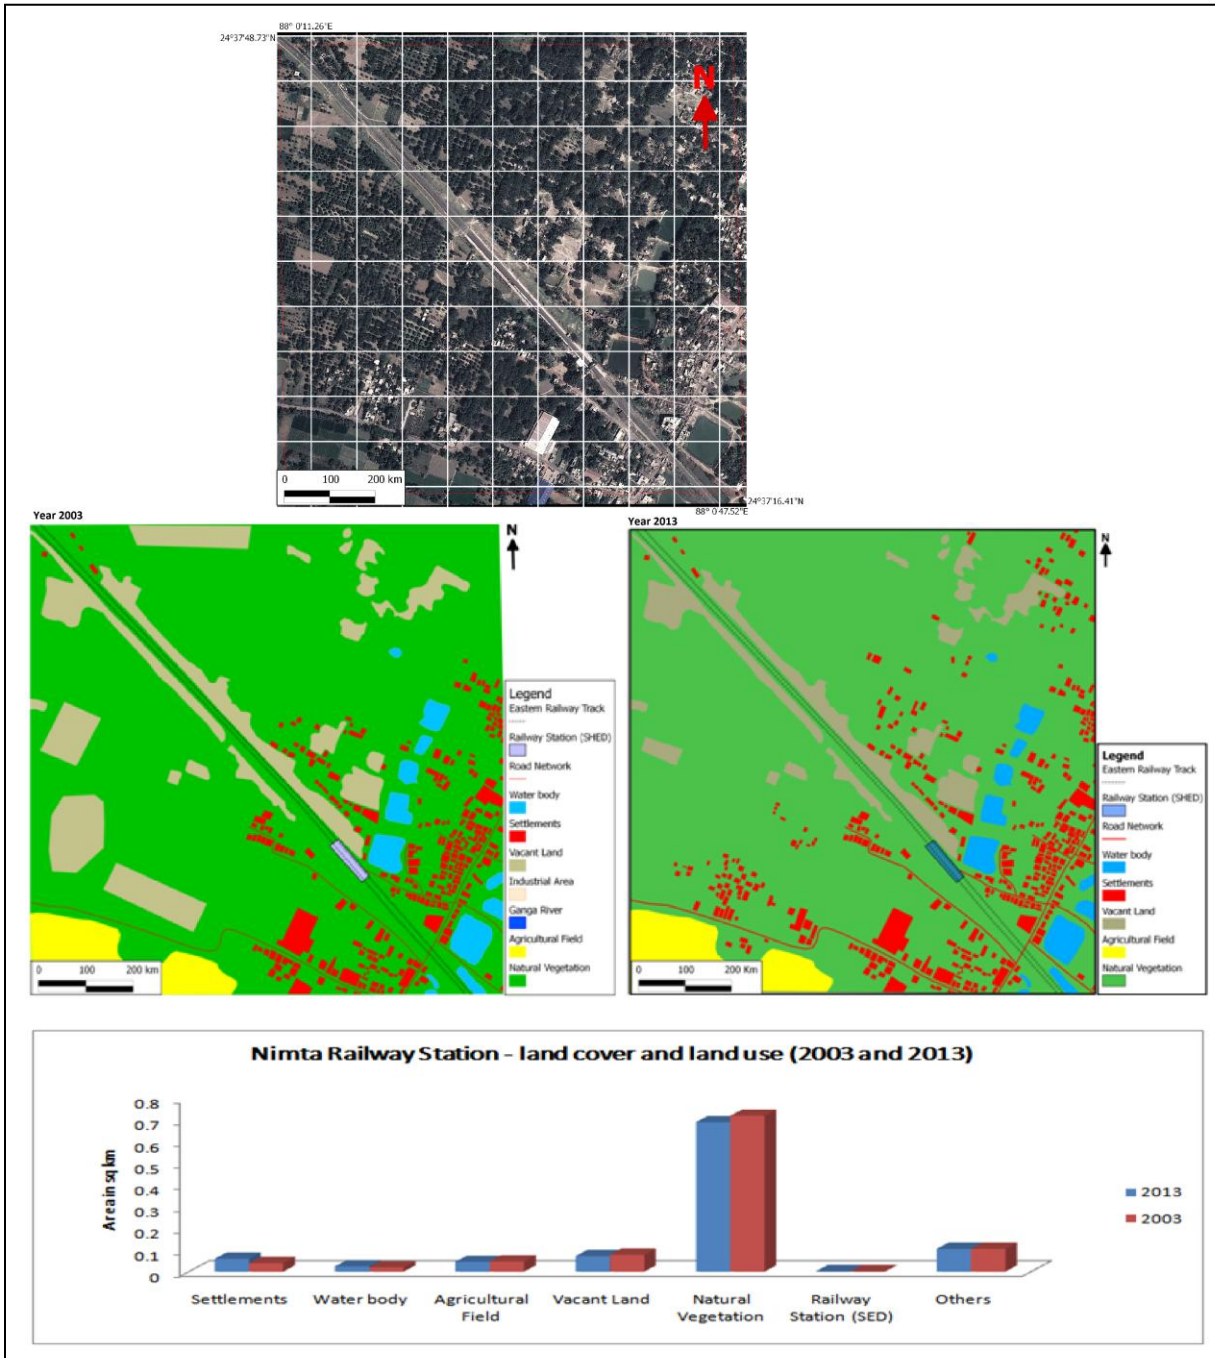 88° 0'11.26"E
24°37'48.73"N
N
0 100 200 km
24°37'16.41"N
88° 0'47.52"E
Year 2003
N
Legend
Eastern Railway Track
Railway Station (SHED)
Road Network
Water body
Settlements
Vacant Land
Industrial Area
Ganga River
Agricultural Field
Natural Vegetation
0 100 200 km
Year 2013
N
Legend
Eastern Railway Track
Railway Station (SHED)
Road Network
Water body
Settlements
Vacant Land
Agricultural Field
Natural Vegetation
0 100 200 Km
Nimta Railway Station - land cover and land use (2003 and 2013)
Area in sq km
0.8
0.7
0.6
0.5
0.4
0.3
0.2
0.1
0
Settlements
Water body
Agricultural
Field
Vacant Land
Natural
Vegetation
Railway
Station (SED)
Others
2013
2003